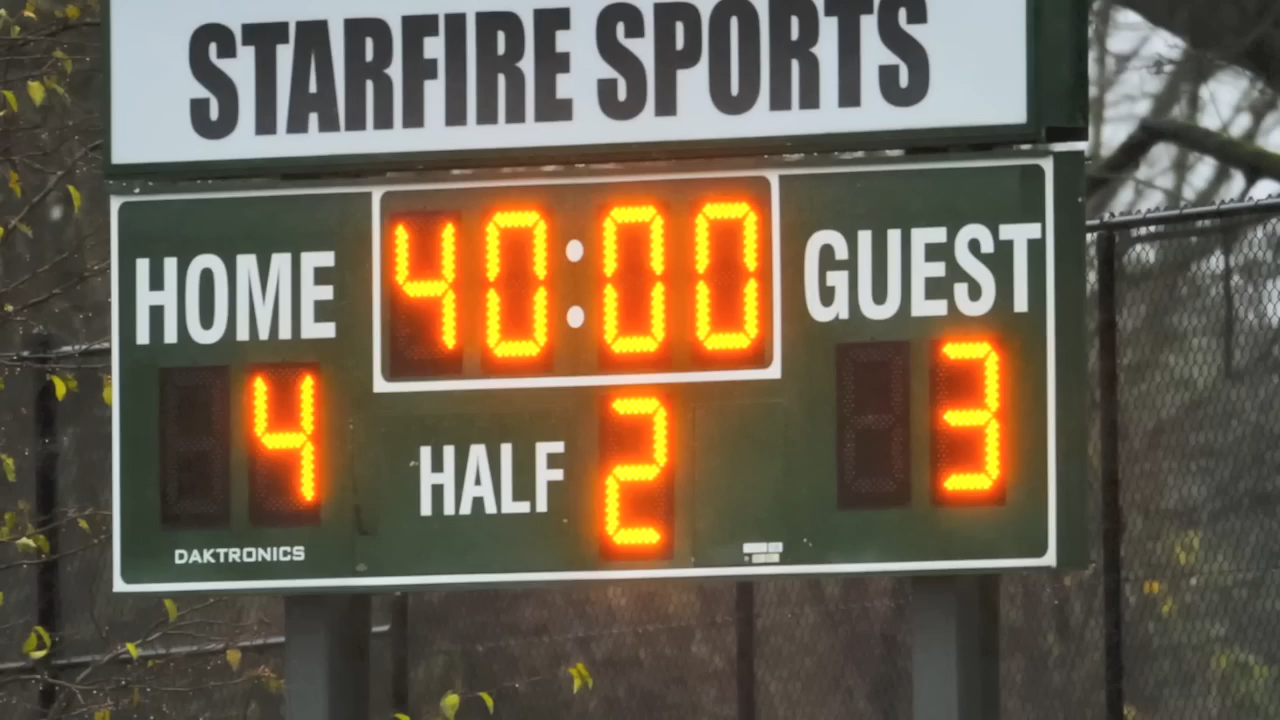 STARFIRE SPORTS
HOME
40:00
GUEST
4
HALF 2
3
DAKTRONICS